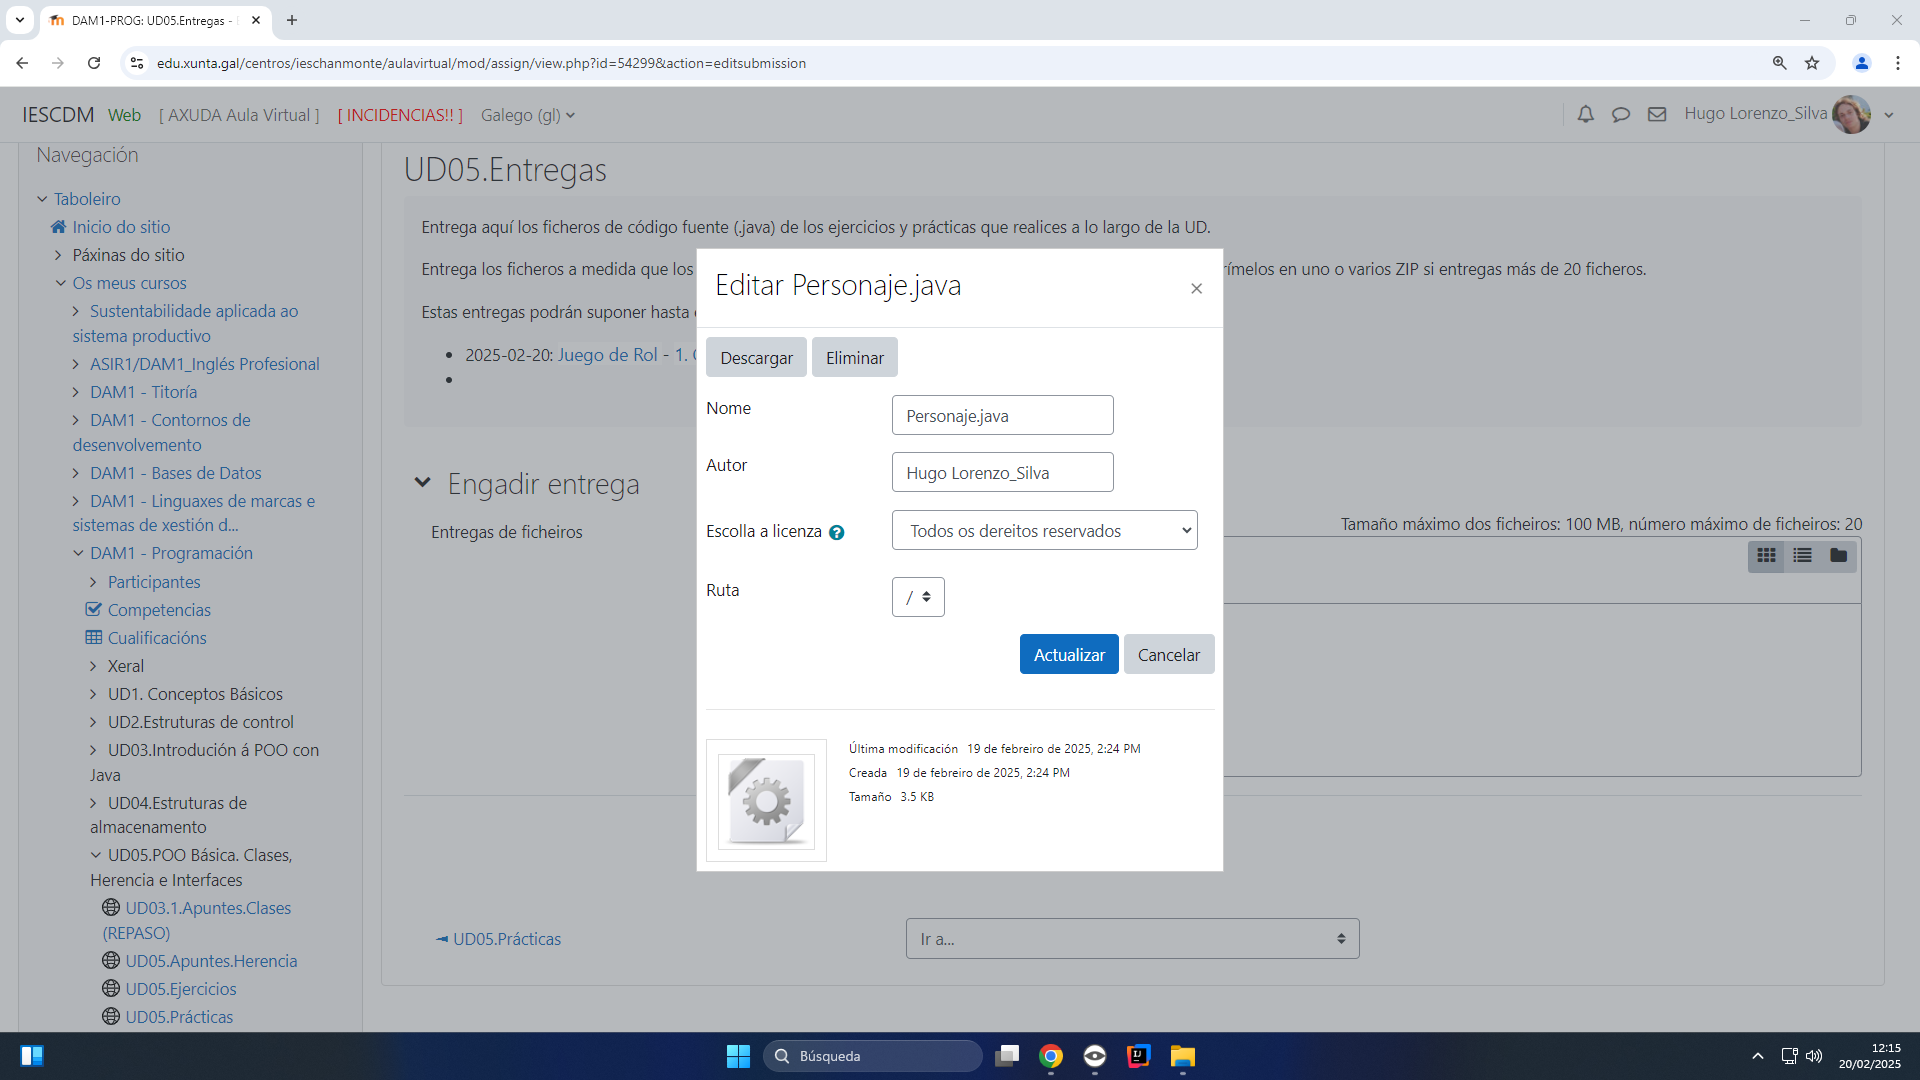 DAM1-PROG: UD05.Entregas -
edu.xunta.gal/centros/ieschanmonte/aulavirtual/mod/assign/view.php?id=54299&action=editsubmission
IESCDM Web [ AXUDA Aula Virtual ] [ INCIDENCIAS!! ] Galego (gl)
Hugo Lorenzo_Silva
Navegación
Taboleiro
Inicio do sitio
Páxinas do sitio
Os meus cursos
Sustentabilidade aplicada ao
sistema productivo
ASIR1/DAM1_Inglés Profesional
DAM1 - Titoría
DAM1 - Contornos de
desenvolvemento
DAM1 - Bases de Datos
DAM1 - Linguaxes de marcas e
sistemas de xestión d...
DAM1 - Programación
Participantes
Competencias
Cualificacións
Xeral
UD1. Conceptos Básicos
UD2.Estruturas de control
UD03.Introdución á POO con
Java
UD04.Estruturas de
almacenamento
UD05.POO Básica. Clases,
Herencia e Interfaces
UD03.1.Apuntes.Clases
(REPASO)
UD05.Apuntes.Herencia
UD05.Ejercicios
UD05.Prácticas
UD05.Entregas
Entrega aquí los ficheros de código fuente (.java) de los ejercicios y prácticas que realices a lo largo de la UD.
Entrega los ficheros a medida que los
rímelos en uno o varios ZIP si entregas más de 20 ficheros.
Estas entregas podrán suponer hasta
2025-02-20: Juego de Rol - 1.
Engadir entrega
Entregas de ficheiros
Tamaño máximo dos ficheiros: 100 MB, número máximo de ficheiros: 20
Editar Personaje.java
×
Descargar Eliminar
Nome Personaje.java
Autor Hugo Lorenzo_Silva
Escolla a licenza Todos os dereitos reservados
Ruta /
Actualizar Cancelar
Última modificación 19 de febreiro de 2025, 2:24 PM
Creada 19 de febreiro de 2025, 2:24 PM
Tamaño 3.5 KB
UD05.Prácticas
Ir a...
Búsqueda
12:15
20/02/2025